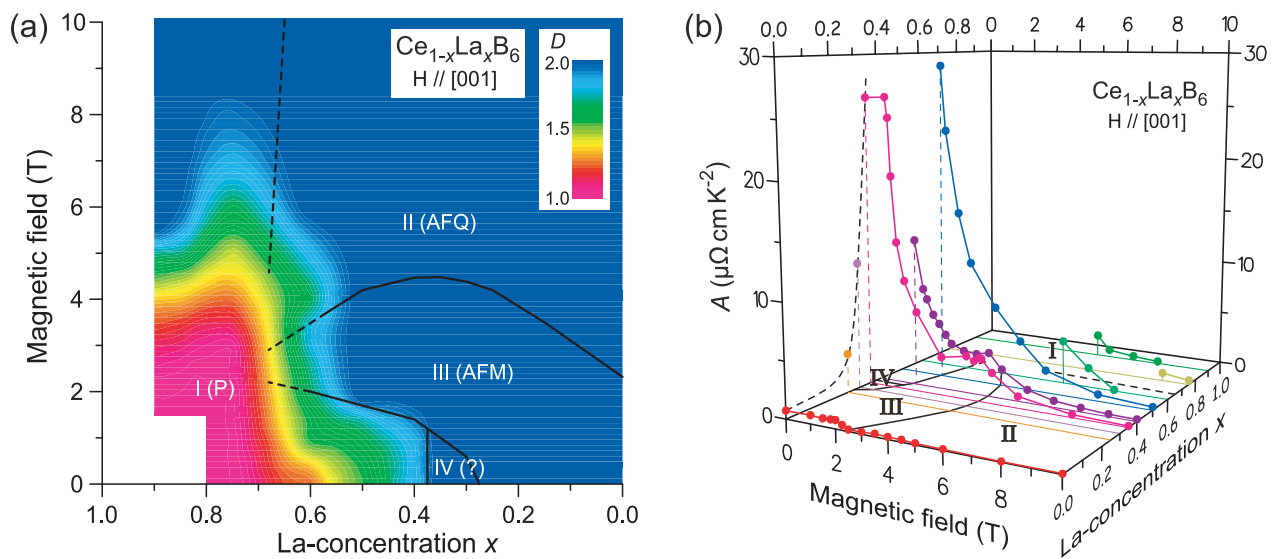 (a)
10
8
6
4
2
0
Magnetic field (T)
1.0 0.8 0.6 0.4 0.2 0.0
La-concentration x
Ce1-xLaxB6
H // [001]
D
2.0
1.5
1.0
II (AFQ)
III (AFM)
I (P)
IV (?)
(b)
0.0 0.2 0.4 0.6 0.8 0 2 4 6 8 10
30
20
10
0
A (μΩ cm K-2)
Ce1-xLaxB6
H // [001]
30
20
10
0
I
IV
III
II
0 2 4 6 8
Magnetic field (T)
0.0 0.2 0.4 0.6 0.8 1.0
La-concentration x